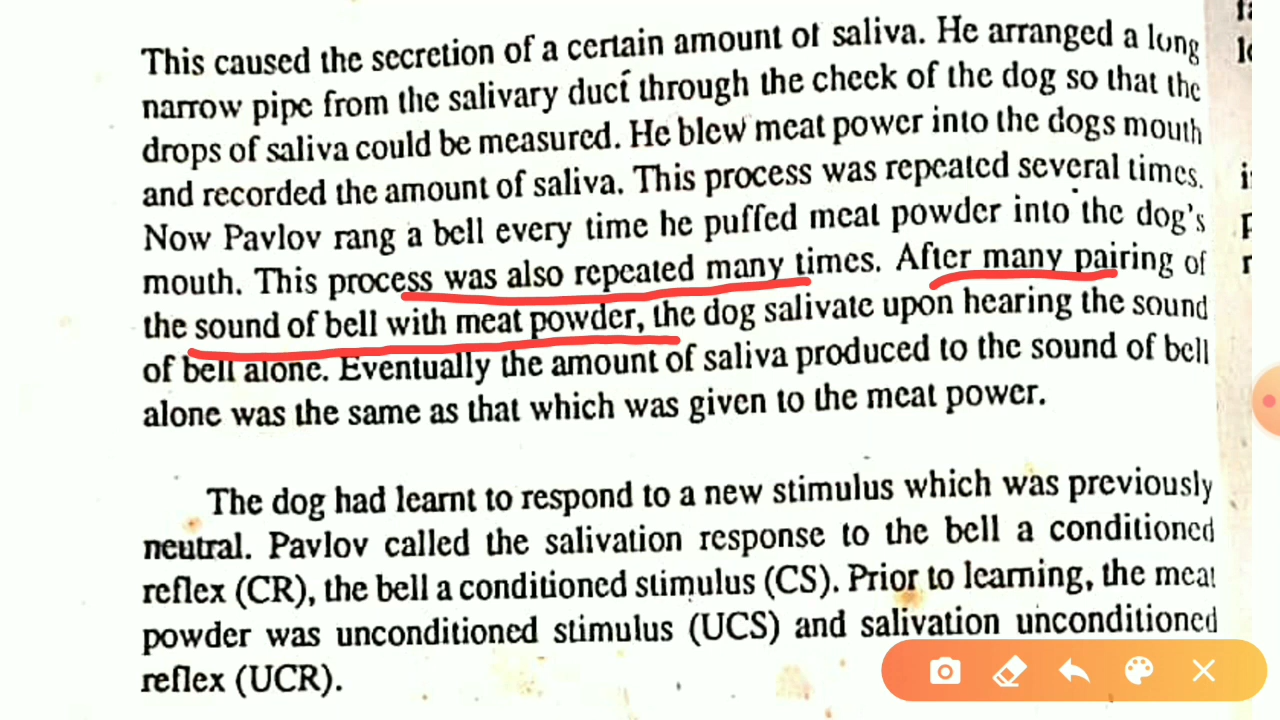 This caused the secretion of a certain amount of saliva. He arranged a long
narrow pipe from the salivary duct through the cheek of the dog so that the
drops of saliva could be measured. He blew meat power into the dogs mouth
and recorded the amount of saliva. This process was repeated several times.
Now Pavlov rang a bell every time he puffed meat powder into the dog's
mouth. This process was also repeated many times. After many pairing of
the sound of bell with meat powder, the dog salivate upon hearing the sound
of bell alone. Eventually the amount of saliva produced to the sound of bell
alone was the same as that which was given to the meat power.
The dog had learnt to respond to a new stimulus which was previously
neutral. Pavlov called the salivation response to the bell a conditioned
reflex (CR), the bell a conditioned stimulus (CS). Prior to learning, the meat
powder was unconditioned stimulus (UCS) and salivation unconditioned
reflex (UCR).